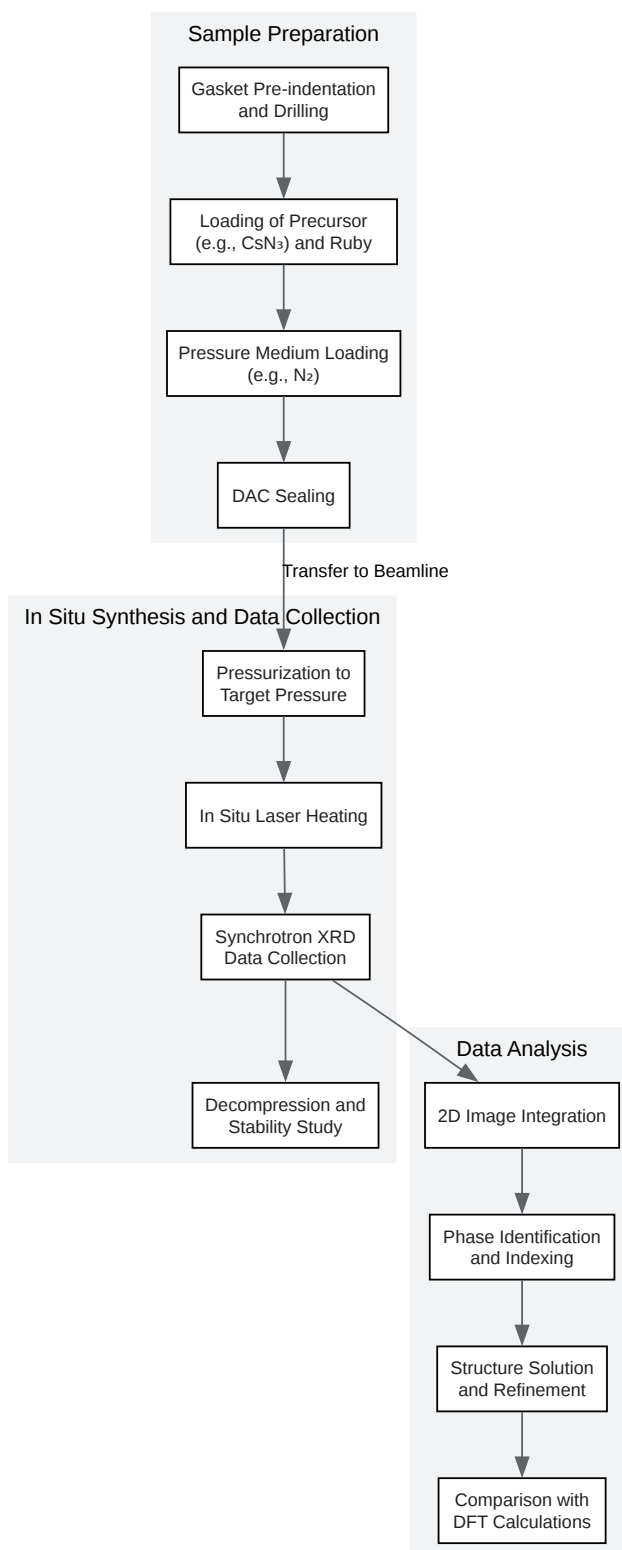 Sample Preparation
Gasket Pre-indentation
and Drilling
Loading of Precursor
(e.g., CsN₃) and Ruby
Pressure Medium Loading
(e.g., N₂)
DAC Sealing
Transfer to Beamline
In Situ Synthesis and Data Collection
Pressurization to
Target Pressure
In Situ Laser Heating
Synchrotron XRD
Data Collection
Decompression and
Stability Study
Data Analysis
2D Image Integration
Phase Identification
and Indexing
Structure Solution
and Refinement
Comparison with
DFT Calculations